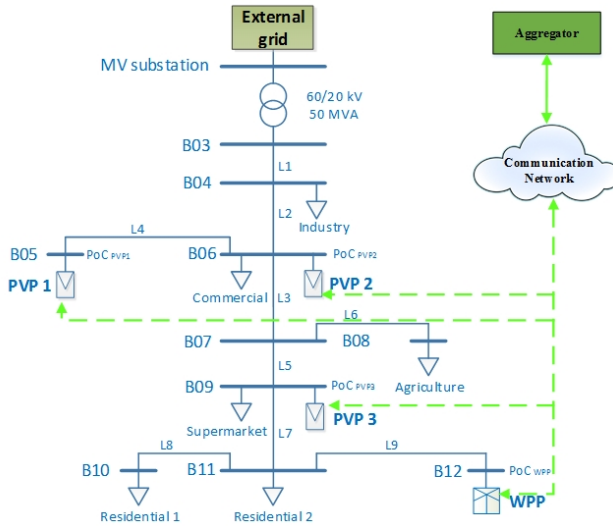 External
grid
Aggregator
MV substation
60/20 kV
50 MVA
B03
Communication
Network
L1
B04
L2
Industry
L4
B05
PoC PVP1
B06
PoC PVP2
PVP 1
PVP 2
Commercial
L3
L6
B07
B08
L5
B09
PoC PVP3
Agriculture
Supermarket
PVP 3
L7
L8
L9
B10
B11
B12
PoC WPP
WPP
Residential 1
Residential 2